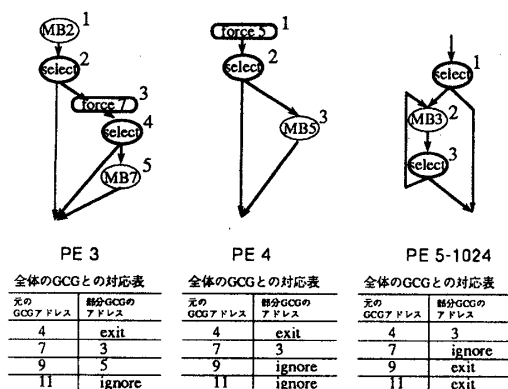 MB2 1
select 2
force 7 3
select 4
MB7 5
force 5 1
select 2
MB5 3
select 1
MB3 2
select 3
PE 3
全体のGCGとの対応表
元の GCGアドレス 部分GCGの アドレス
4 exit
7 3
9 5
11 ignore
PE 4
全体のGCGとの対応表
元の GCGアドレス 部分GCGの アドレス
4 exit
7 3
9 ignore
11 ignore
PE 5-1024
全体のGCGとの対応表
元の GCGアドレス 部分GCGの アドレス
4 3
7 ignore
9 exit
11 exit